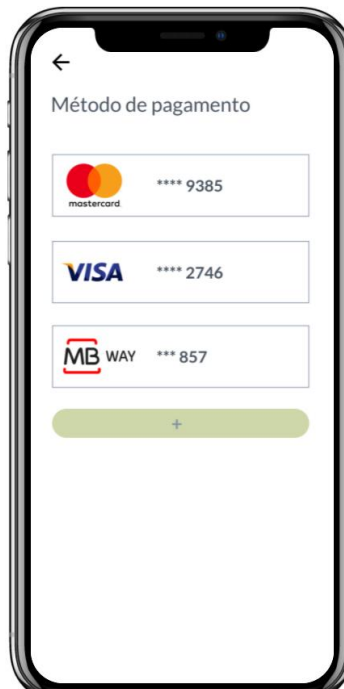 Método de pagamento
mastercard
**** 9385
VISA
**** 2746
MB WAY
*** 857
+